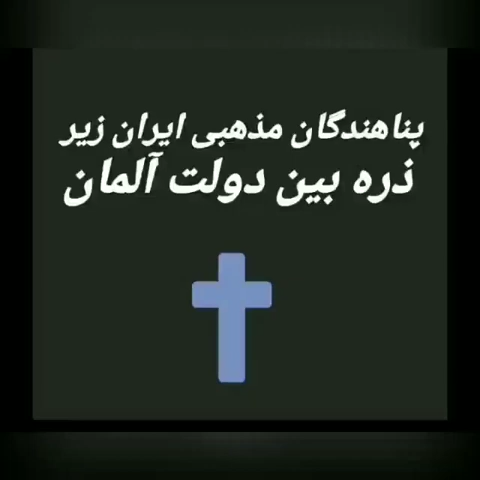 پناهندگان مذهبی ایران زیر
ذره بین دولت آلمان